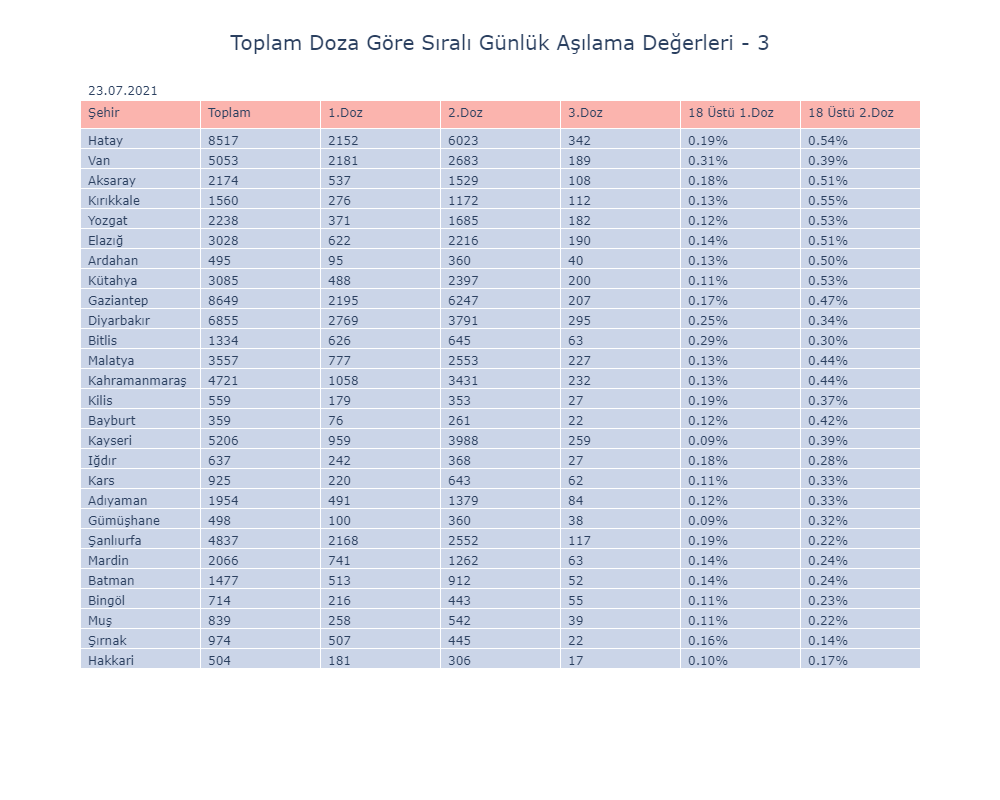 Toplam Doza Göre Sıralı Günlük Aşılama Değerleri - 3
23.07.2021
Şehir Toplam 1.Doz 2.Doz 3.Doz 18 Üstü 1.Doz 18 Üstü 2.Doz
Hatay 8517 2152 6023 342 0.19% 0.54%
Van 5053 2181 2683 189 0.31% 0.39%
Aksaray 2174 537 1529 108 0.18% 0.51%
Kırıkkale 1560 276 1172 112 0.13% 0.55%
Yozgat 2238 371 1685 182 0.12% 0.53%
Elazığ 3028 622 2216 190 0.14% 0.51%
Ardahan 495 95 360 40 0.13% 0.50%
Kütahya 3085 488 2397 200 0.11% 0.53%
Gaziantep 8649 2195 6247 207 0.17% 0.47%
Diyarbakır 6855 2769 3791 295 0.25% 0.34%
Bitlis 1334 626 645 63 0.29% 0.30%
Malatya 3557 777 2553 227 0.13% 0.44%
Kahramanmaraş 4721 1058 3431 232 0.13% 0.44%
Kilis 559 179 353 27 0.19% 0.37%
Bayburt 359 76 261 22 0.12% 0.42%
Kayseri 5206 959 3988 259 0.09% 0.39%
Iğdır 637 242 368 27 0.18% 0.28%
Kars 925 220 643 62 0.11% 0.33%
Adıyaman 1954 491 1379 84 0.12% 0.33%
Gümüşhane 498 100 360 38 0.09% 0.32%
Şanlıurfa 4837 2168 2552 117 0.19% 0.22%
Mardin 2066 741 1262 63 0.14% 0.24%
Batman 1477 513 912 52 0.14% 0.24%
Bingöl 714 216 443 55 0.11% 0.23%
Muş 839 258 542 39 0.11% 0.22%
Şırnak 974 507 445 22 0.16% 0.14%
Hakkari 504 181 306 17 0.10% 0.17%